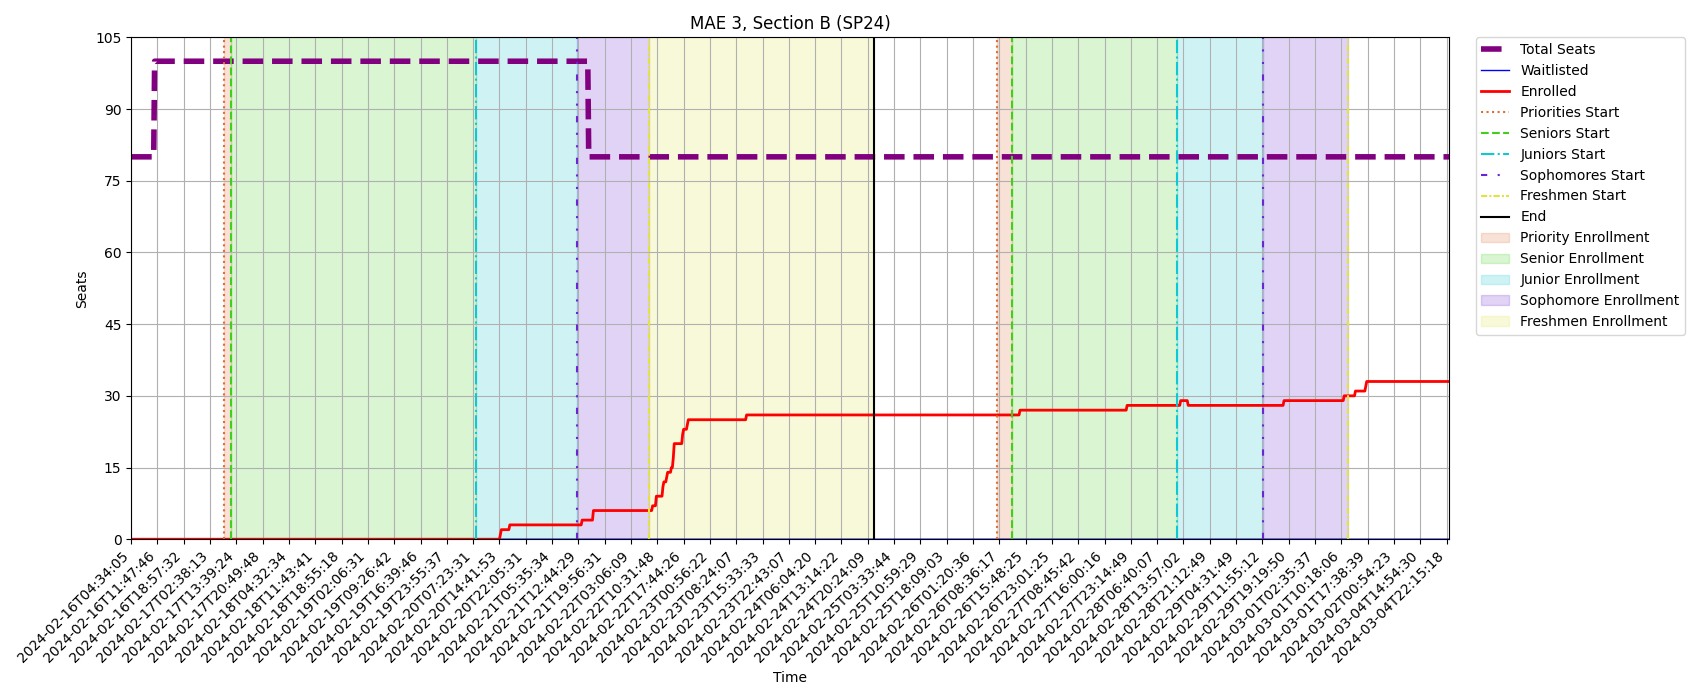 MAE 3, Section B (SP24)
105
90
75
60
45
30
15
0
Seats
2024-02-16T04:34:05
2024-02-16T11:47:46
2024-02-16T18:57:32
2024-02-17T02:38:13
2024-02-17T13:39:24
2024-02-17T20:49:48
2024-02-18T04:32:34
2024-02-18T11:43:41
2024-02-18T18:55:18
2024-02-19T02:06:31
2024-02-19T09:26:42
2024-02-19T16:39:46
2024-02-19T23:55:37
2024-02-20T07:23:31
2024-02-20T14:41:53
2024-02-20T22:05:31
2024-02-21T05:35:34
2024-02-21T12:44:29
2024-02-21T19:56:31
2024-02-22T03:06:09
2024-02-22T10:31:48
2024-02-22T17:44:26
2024-02-23T00:56:22
2024-02-23T08:24:07
2024-02-23T15:33:33
2024-02-23T22:43:07
2024-02-24T06:04:20
2024-02-24T13:14:22
2024-02-24T20:24:09
2024-02-25T03:33:44
2024-02-25T10:59:29
2024-02-25T18:09:03
2024-02-26T01:20:36
2024-02-26T08:36:17
2024-02-26T15:48:25
2024-02-26T23:01:25
2024-02-27T08:45:42
2024-02-27T16:00:16
2024-02-27T23:14:49
2024-02-28T06:40:07
2024-02-28T13:57:02
2024-02-28T21:12:49
2024-02-29T04:31:49
2024-02-29T11:55:12
2024-02-29T19:19:50
2024-03-01T02:35:37
2024-03-01T10:18:06
2024-03-01T17:38:39
2024-03-02T00:54:23
2024-03-04T14:54:30
2024-03-04T22:15:18
Time
Total Seats
Waitlisted
Enrolled
Priorities Start
Seniors Start
Juniors Start
Sophomores Start
Freshmen Start
End
Priority Enrollment
Senior Enrollment
Junior Enrollment
Sophomore Enrollment
Freshmen Enrollment